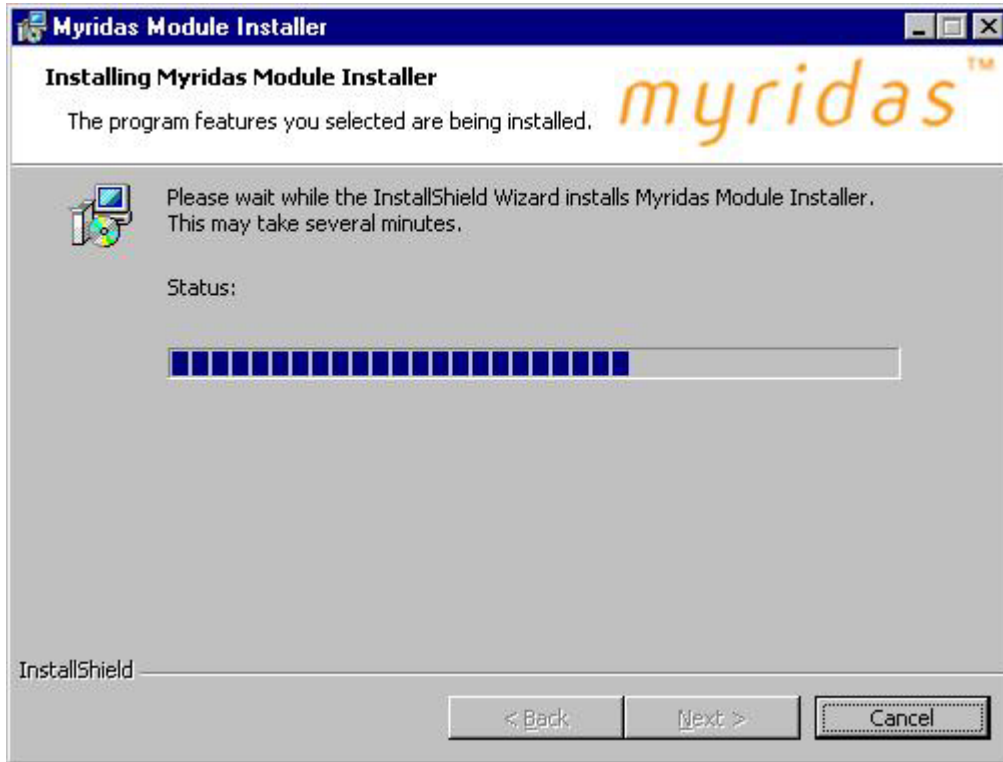 Myridas Module Installer
Installing Myridas Module Installer
The program features you selected are being installed.
myridas™
Please wait while the InstallShield Wizard installs Myridas Module Installer.
This may take several minutes.
Status:
InstallShield
< Back
Next >
Cancel